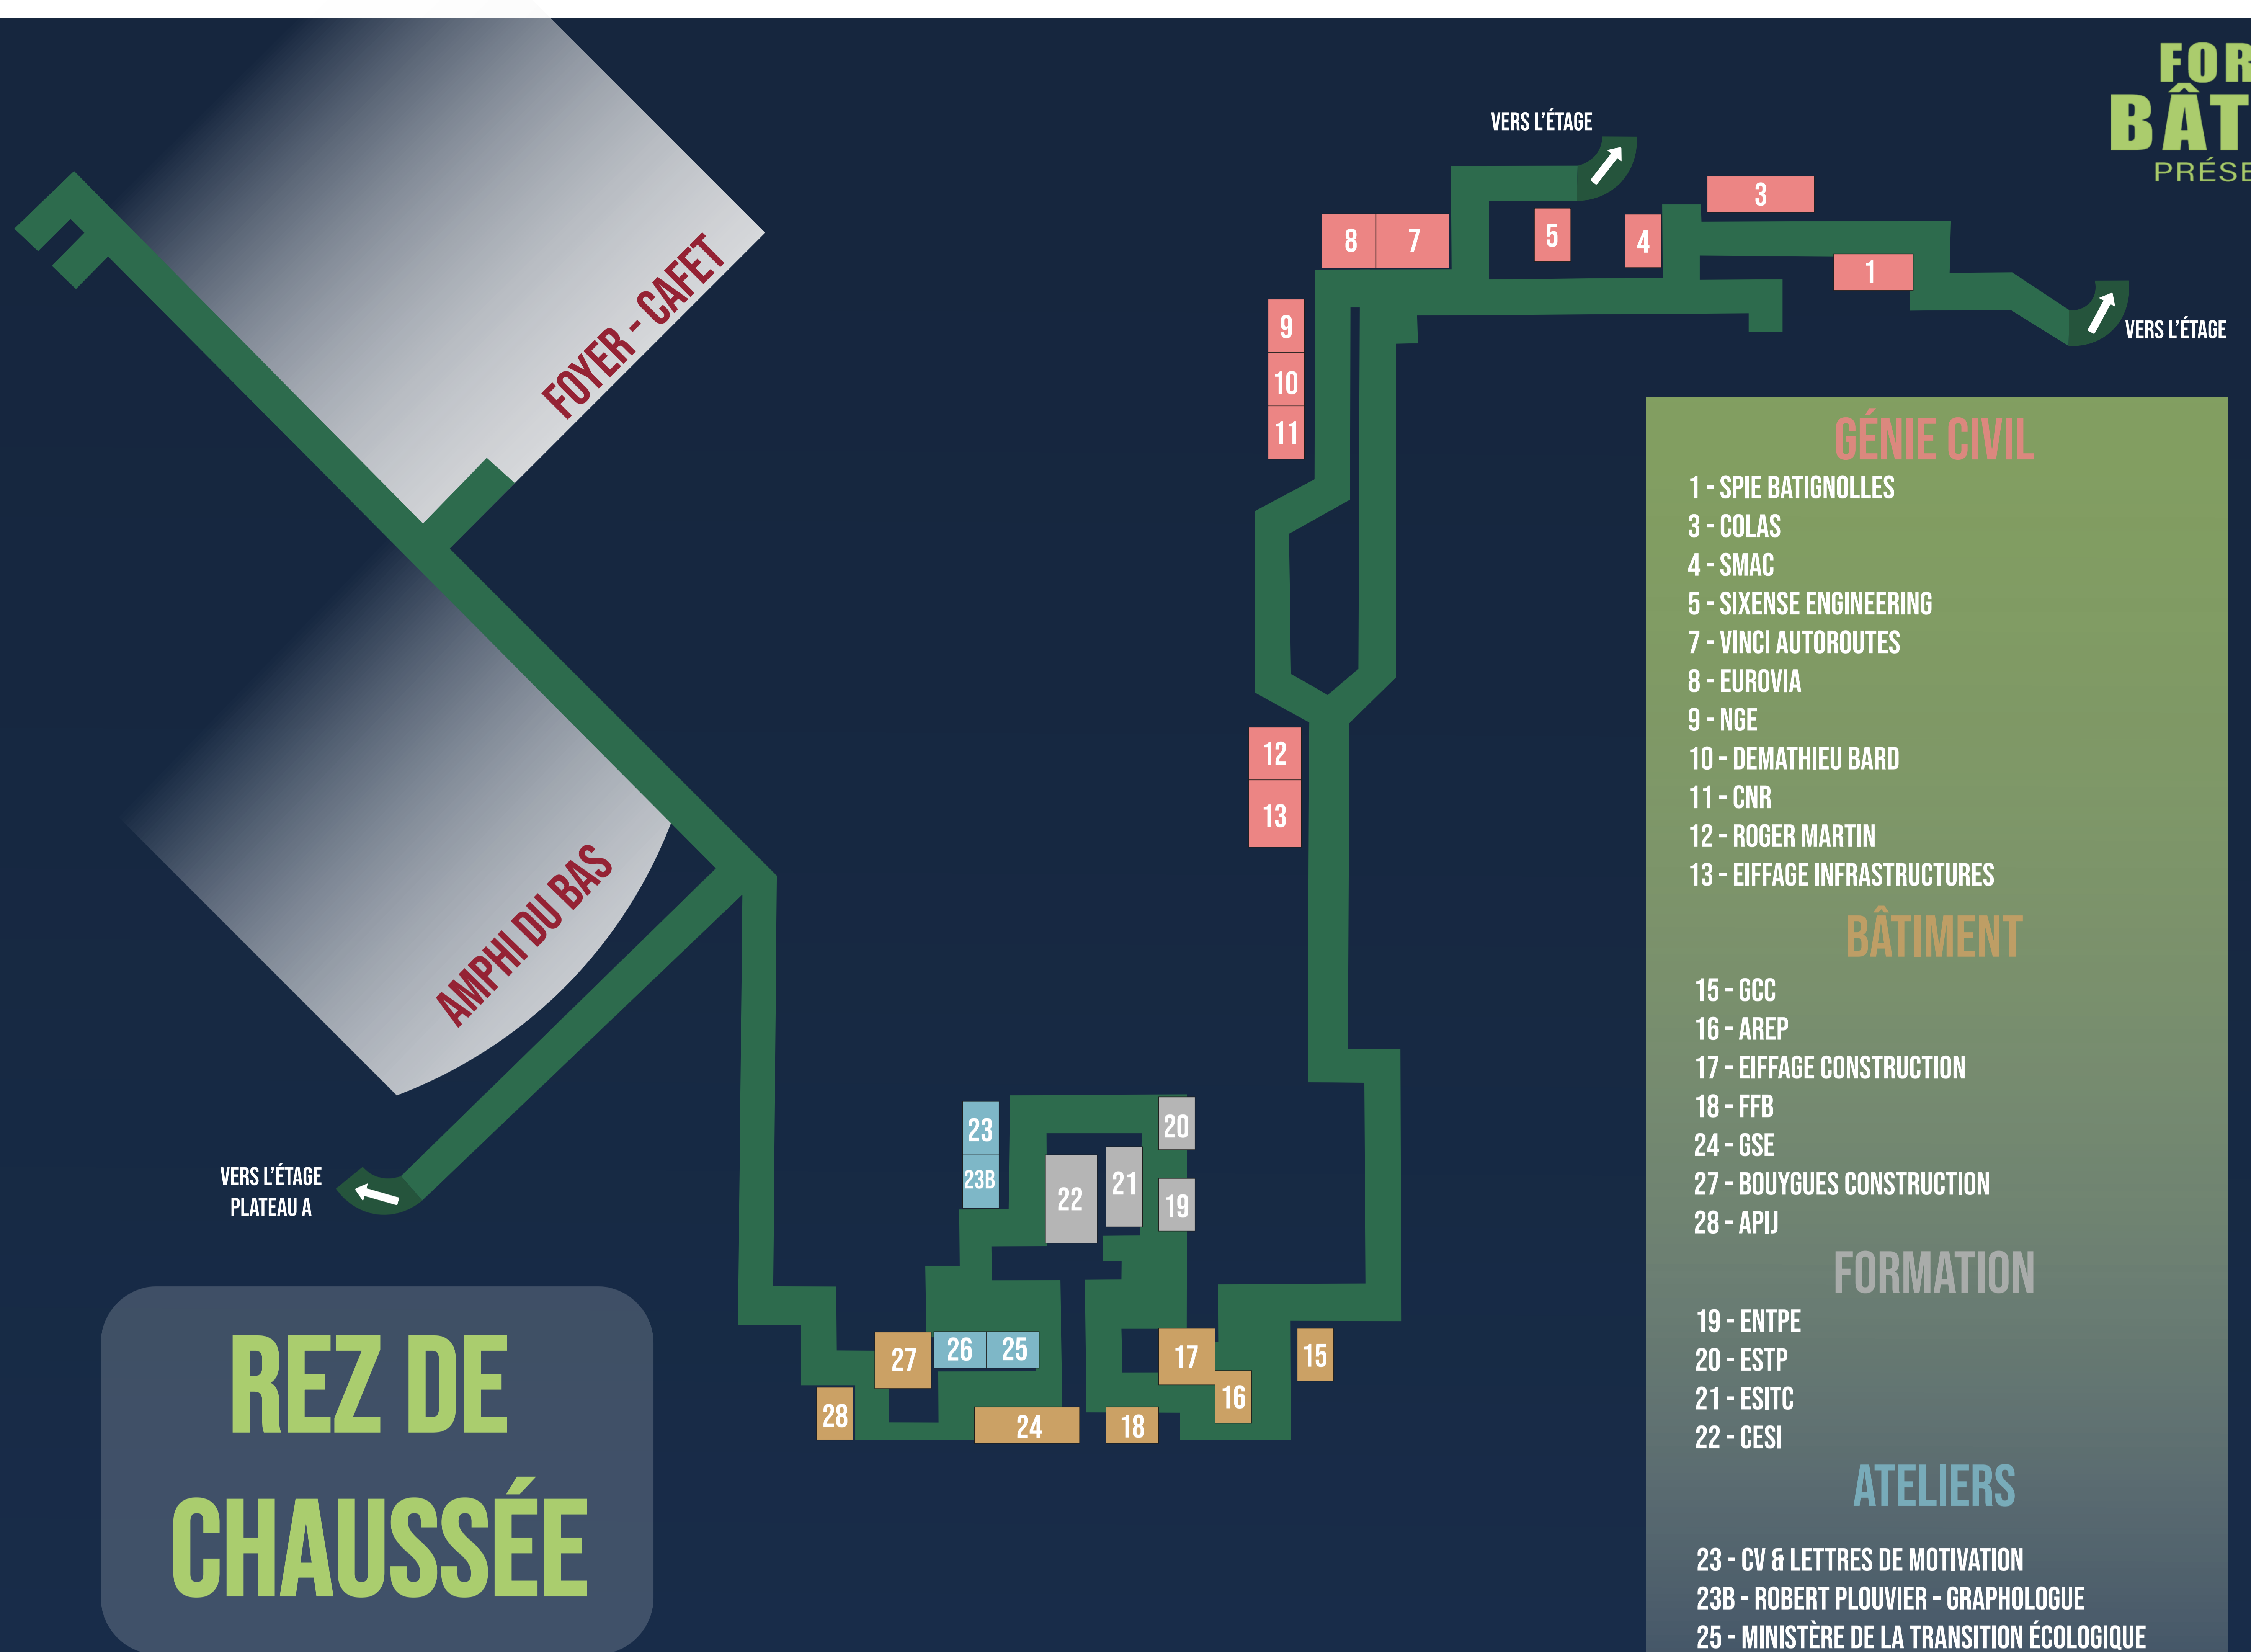 FOR
BÂT
PRÉSE
VERS L'ÉTAGE
3
8
7
5
4
1
VERS L'ÉTAGE
9
10
11
FOYER - CAFET
12
13
AMPHI DU BAS
VERS L'ÉTAGE
PLATEAU A
23
23B
20
21
22
19
27
26
25
17
15
16
28
24
18
REZ DE
CHAUSSÉE
GÉNIE CIVIL
1 - SPIE BATIGNOLLES
3 - COLAS
4 - SMAC
5 - SIXENSE ENGINEERING
7 - VINCI AUTOROUTES
8 - EUROVIA
9 - NGE
10 - DEMATHIEU BARD
11 - CNR
12 - ROGER MARTIN
13 - EIFFAGE INFRASTRUCTURES
BÂTIMENT
15 - GCC
16 - AREP
17 - EIFFAGE CONSTRUCTION
18 - FFB
24 - GSE
27 - BOUYGUES CONSTRUCTION
28 - APIJ
FORMATION
19 - ENTPE
20 - ESTP
21 - ESITC
22 - CESI
ATELIERS
23 - CV & LETTRES DE MOTIVATION
23B - ROBERT PLOUVIER - GRAPHOLOGUE
25 - MINISTÈRE DE LA TRANSITION ÉCOLOGIQUE